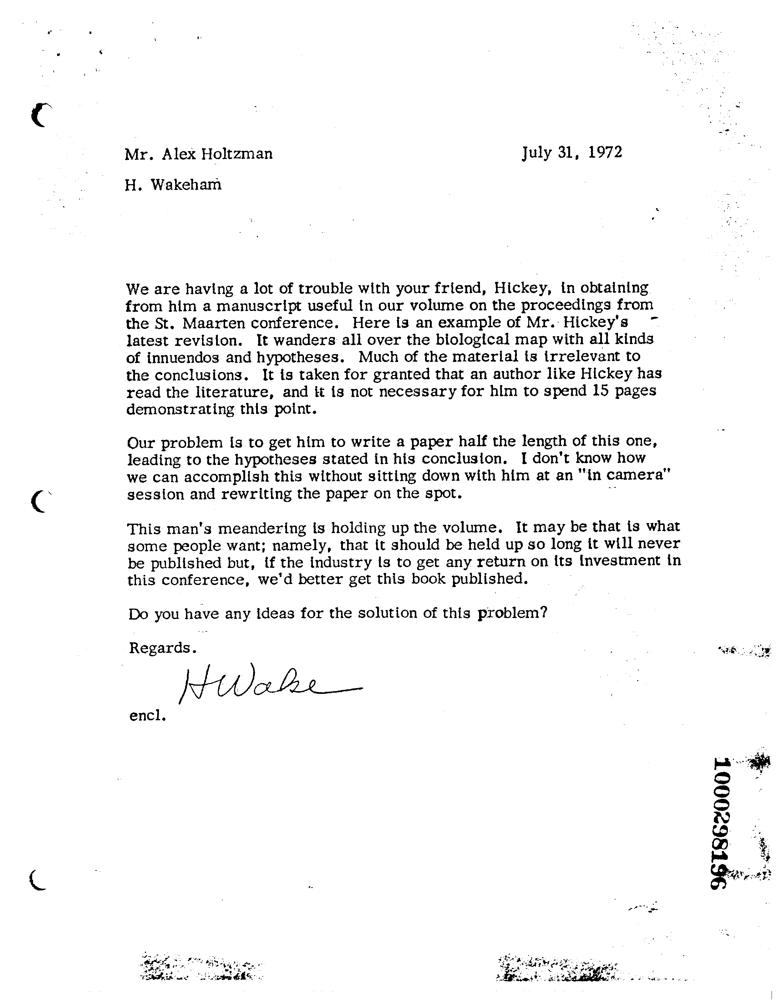 Mr. Alex Holtzman July 31, 1972
H. Wakeham
We are having a lot of trouble with your friend, Hickey, in obtaining
from him a manuscript useful in our volume on the proceedings from
the St. Maarten conference. Here is an example of Mr. Hickey's
latest revision. It wanders all over the biological map with all kinds
of innuendos and hypotheses. Much of the material is irrelevant to
the conclusions. It is taken for granted that an author like Hickey has
read the literature, and it is not necessary for him to spend 15 pages
demonstrating this point.
Our problem is to get him to write a paper half the length of this one,
leading to the hypotheses stated in his conclusion. I don't know how
we can accomplish this without sitting down with him at an "in camera"
session and rewriting the paper on the spot.
This man's meandering is holding up the volume. It may be that is what
some people want; namely, that it should be held up so long it will never
be published but, if the industry is to get any return on its investment in
this conference, we'd better get this book published.
Do you have any ideas for the solution of this problem?
Regards.
HWake
encl.
1000298196